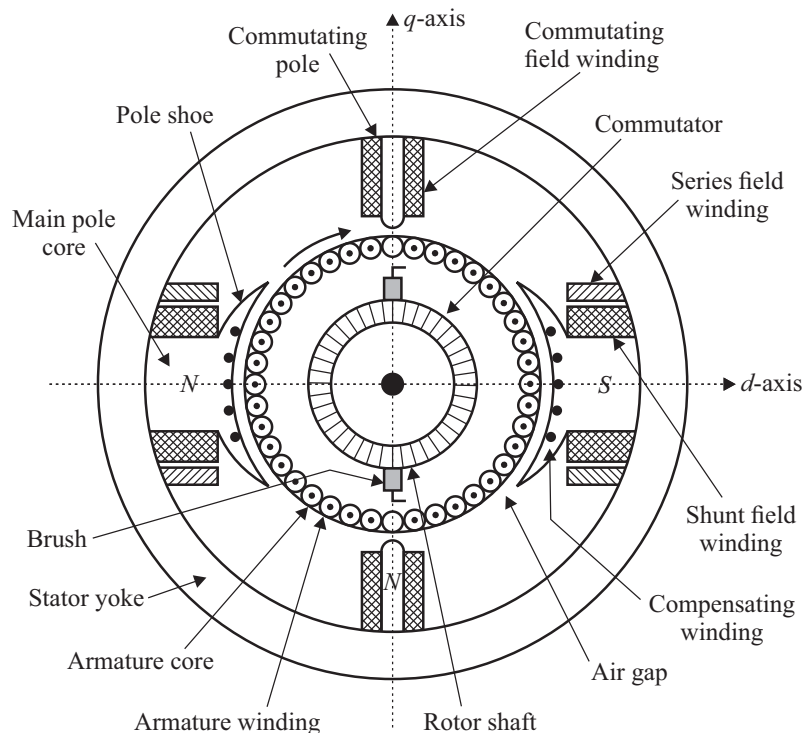 q-axis
Commutating
pole
Commutating
field winding
Pole shoe
Commutator
Series field
winding
Main pole
core
N
S
d-axis
Brush
Shunt field
winding
N
Stator yoke
Compensating
winding
Armature core
Air gap
Armature winding
Rotor shaft